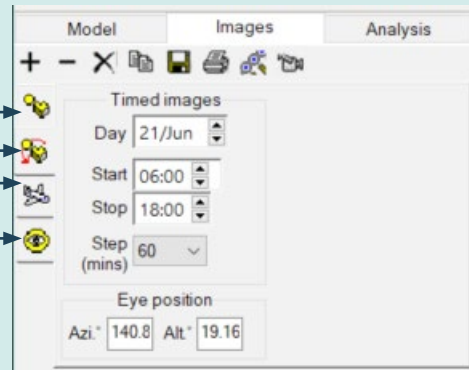 Model Images Analysis
Timed images
Day 21/Jun
Start 06:00
Stop 18:00
Step 60
(mins)
Eye position
Azi.° 140.8 Alt° 19.16